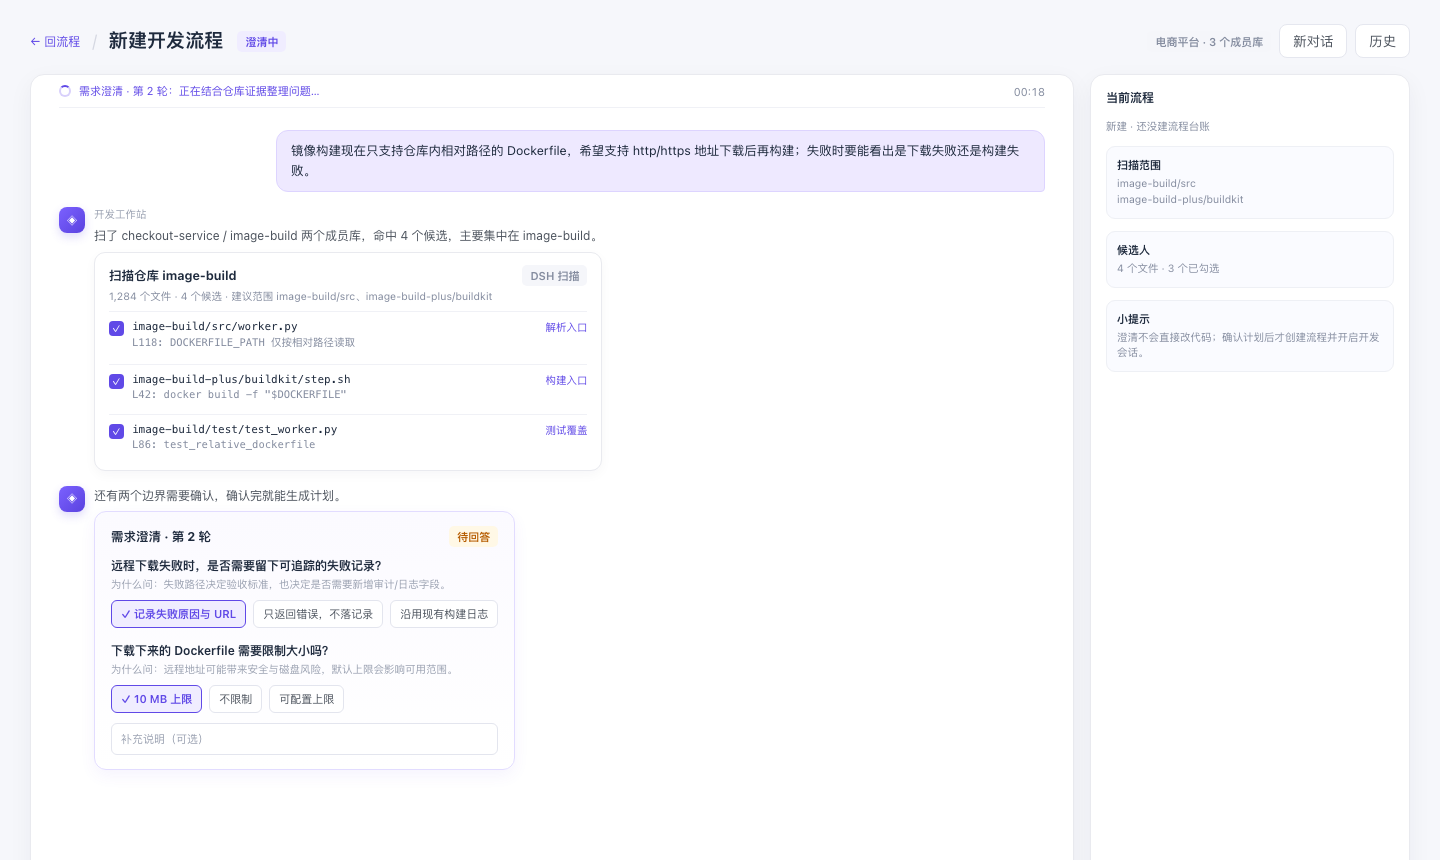 ← 回流程 / 新建开发流程 澄清中
电商平台 · 3 个成员库 新对话 历史
需求澄清 · 第 2 轮：正在结合仓库证据整理问题… 00:18
镜像构建现在只支持仓库内相对路径的 Dockerfile，希望支持 http/https 地址下载后再构建；失败时要能看出是下载失败还是构建失
败。
开发工作站
扫了 checkout-service / image-build 两个成员库，命中 4 个候选，主要集中在 image-build。
扫描仓库 image-build DSH 扫描
1,284 个文件 · 4 个候选 · 建议范围 image-build/src、image-build-plus/buildkit
✓ image-build/src/worker.py 解析入口
L118: DOCKERFILE_PATH 仅按相对路径读取
✓ image-build-plus/buildkit/step.sh 构建入口
L42: docker build -f "$DOCKERFILE"
✓ image-build/test/test_worker.py 测试覆盖
L86: test_relative_dockerfile
还有两个边界需要确认，确认完就能生成计划。
需求澄清 · 第 2 轮 待回答
远程下载失败时，是否需要留下可追踪的失败记录？
为什么问：失败路径决定验收标准，也决定是否需要新增审计/日志字段。
✓ 记录失败原因与 URL 只返回错误，不落记录 沿用现有构建日志
下载下来的 Dockerfile 需要限制大小吗？
为什么问：远程地址可能带来安全与磁盘风险，默认上限会影响可用范围。
✓ 10 MB 上限 不限制 可配置上限
补充说明（可选）
当前流程
新建 · 还没建流程台账
扫描范围
image-build/src
image-build-plus/buildkit
候选人
4 个文件 · 3 个已勾选
小提示
澄清不会直接改代码；确认计划后才创建流程并开启开发
会话。